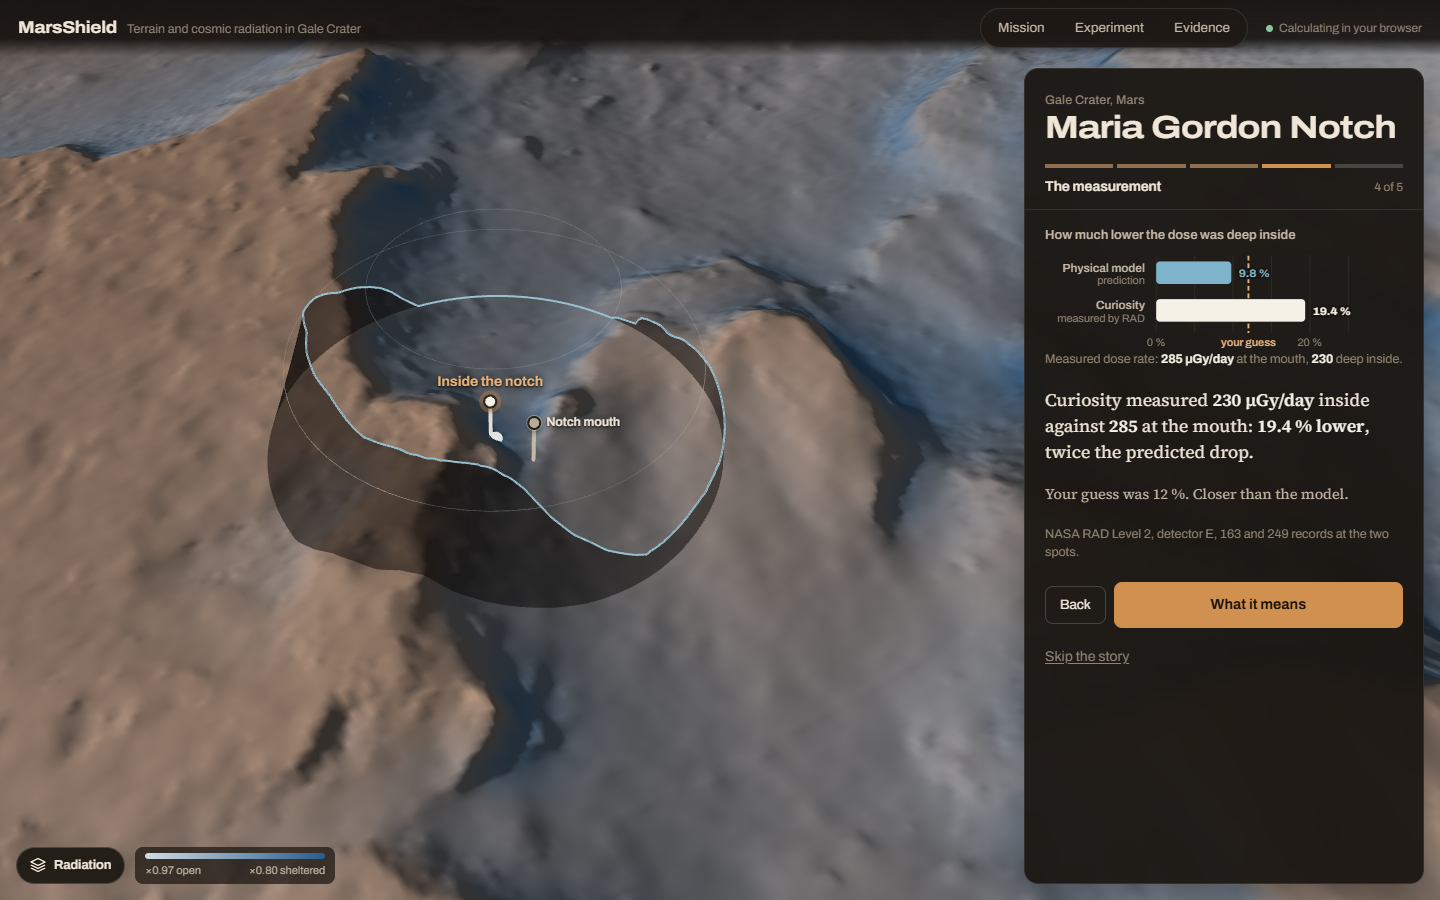 MarsShield Terrain and cosmic radiation in Gale Crater
Mission Experiment Evidence
Calculating in your browser
Gale Crater, Mars
Maria Gordon Notch
The measurement 4 of 5
How much lower the dose was deep inside
Physical model
prediction
9.8 %
Curiosity
measured by RAD
19.4 %
0 % your guess 20 %
Measured dose rate: 285 µGy/day at the mouth, 230 deep inside.
Curiosity measured 230 µGy/day inside
against 285 at the mouth: 19.4 % lower,
twice the predicted drop.
Your guess was 12 %. Closer than the model.
NASA RAD Level 2, detector E, 163 and 249 records at the two
spots.
Back What it means
Skip the story
Inside the notch
Notch mouth
Radiation
×0.97 open ×0.80 sheltered